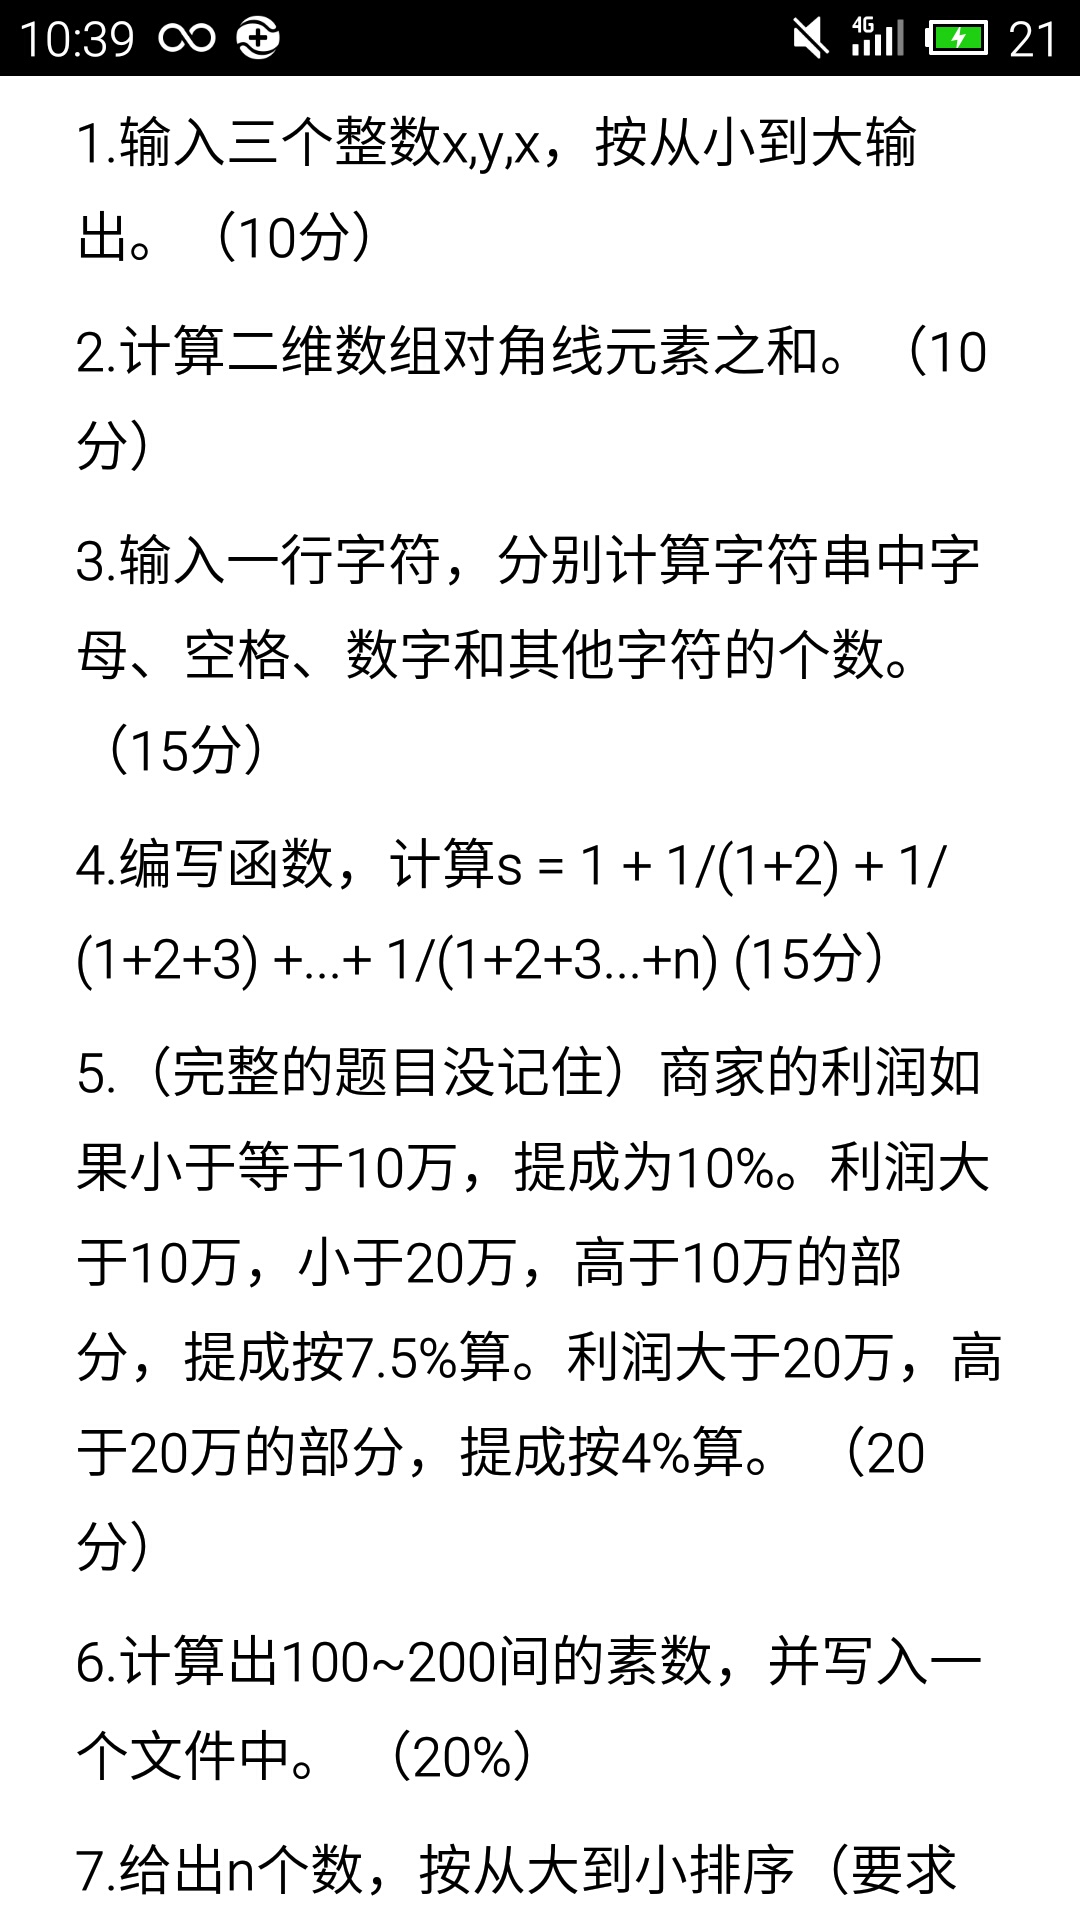 10:39 4G 21
1.输入三个整数x,y,x，按从小到大输
出。（10分）
2.计算二维数组对角线元素之和。（10
分）
3.输入一行字符，分别计算字符串中字
母、空格、数字和其他字符的个数。
（15分）
4.编写函数，计算s = 1 + 1/(1+2) + 1/
(1+2+3) +...+ 1/(1+2+3...+n) (15分）
5.（完整的题目没记住）商家的利润如
果小于等于10万，提成为10%。利润大
于10万，小于20万，高于10万的部
分，提成按7.5%算。利润大于20万，高
于20万的部分，提成按4%算。（20
分）
6.计算出100~200间的素数，并写入一
个文件中。（20%）
7.给出n个数，按从大到小排序（要求